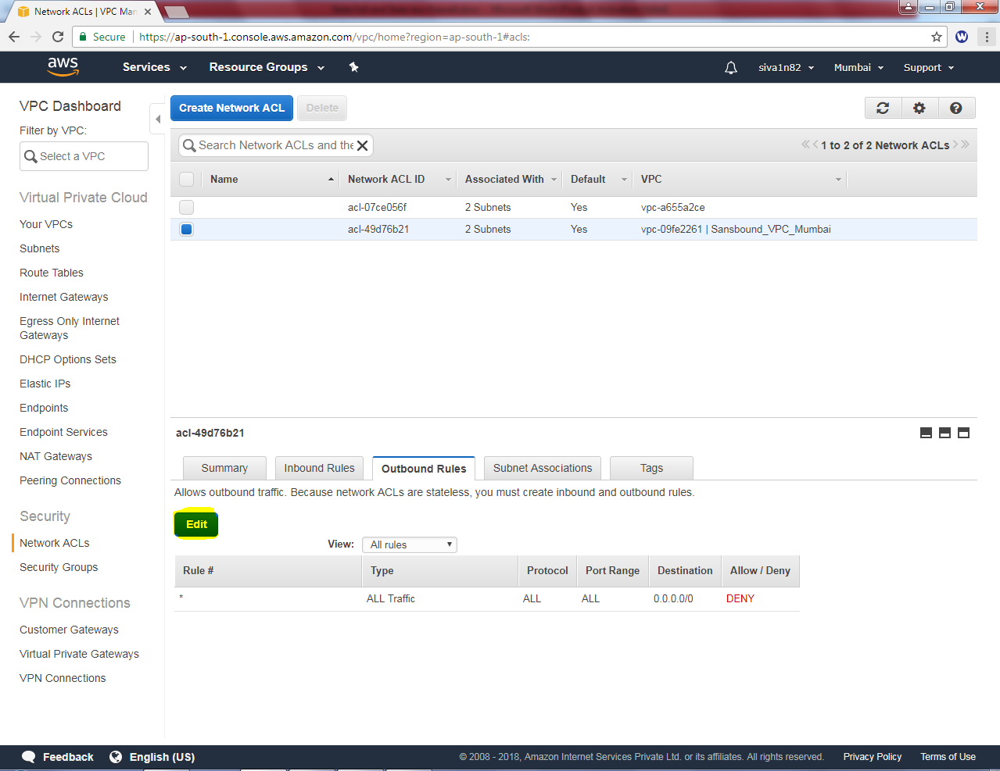 Network ACLs | VPC Man
Secure https://ap-south-1.console.aws.amazon.com/vpc/home?region=ap-south-1#acls:
W
aws Services Resource Groups siva1n82 Mumbai Support
VPC Dashboard
Filter by VPC:
Select a VPC
Virtual Private Cloud
Your VPCs
Subnets
Route Tables
Internet Gateways
Egress Only Internet
Gateways
DHCP Options Sets
Elastic IPs
Endpoints
Endpoint Services
NAT Gateways
Peering Connections
Security
Network ACLs
Security Groups
VPN Connections
Customer Gateways
Virtual Private Gateways
VPN Connections
Create Network ACL Delete
Search Network ACLs and the 1 to 2 of 2 Network ACLs
Name Network ACL ID Associated With Default VPC
acl-07ce056f 2 Subnets Yes vpc-a655a2ce
acl-49d76b21 2 Subnets Yes vpc-09fe2261 | Sansbound_VPC_Mumbai
acl-49d76b21
Summary Inbound Rules Outbound Rules Subnet Associations Tags
Allows outbound traffic. Because network ACLs are stateless, you must create inbound and outbound rules.
Edit
View: All rules
Rule # Type Protocol Port Range Destination Allow / Deny
* ALL Traffic ALL ALL 0.0.0.0/0 DENY
Feedback English (US) © 2008 - 2018, Amazon Internet Services Private Ltd. or its affiliates. All rights reserved. Privacy Policy Terms of Use